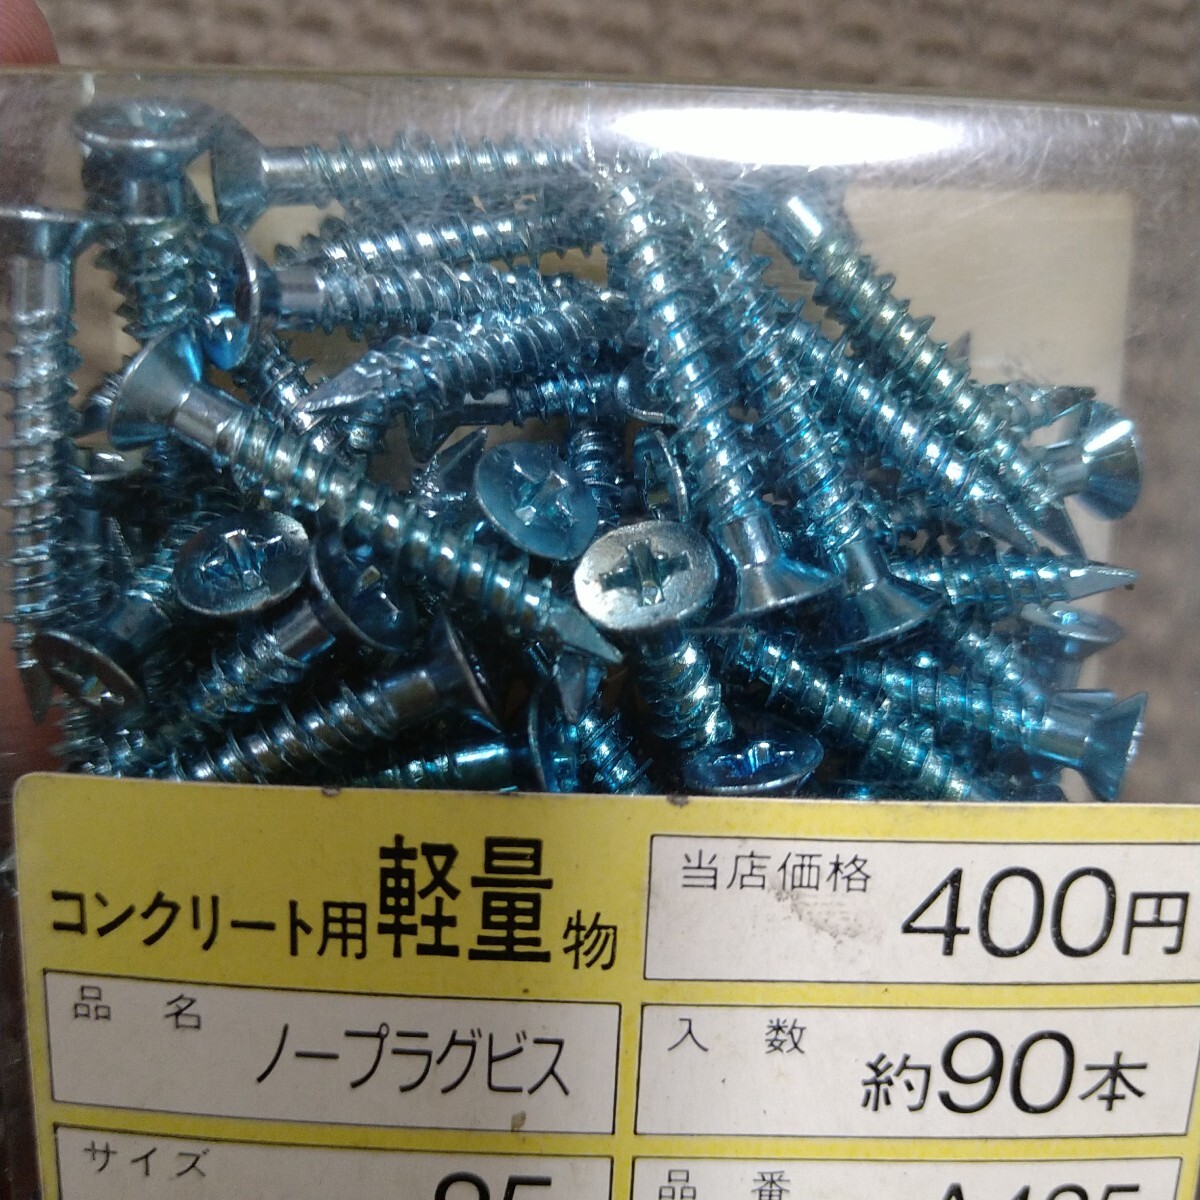 コンクリート用軽量物
当店価格
400円
品名
ノープラグビス
入数
約90本
サイズ
品番